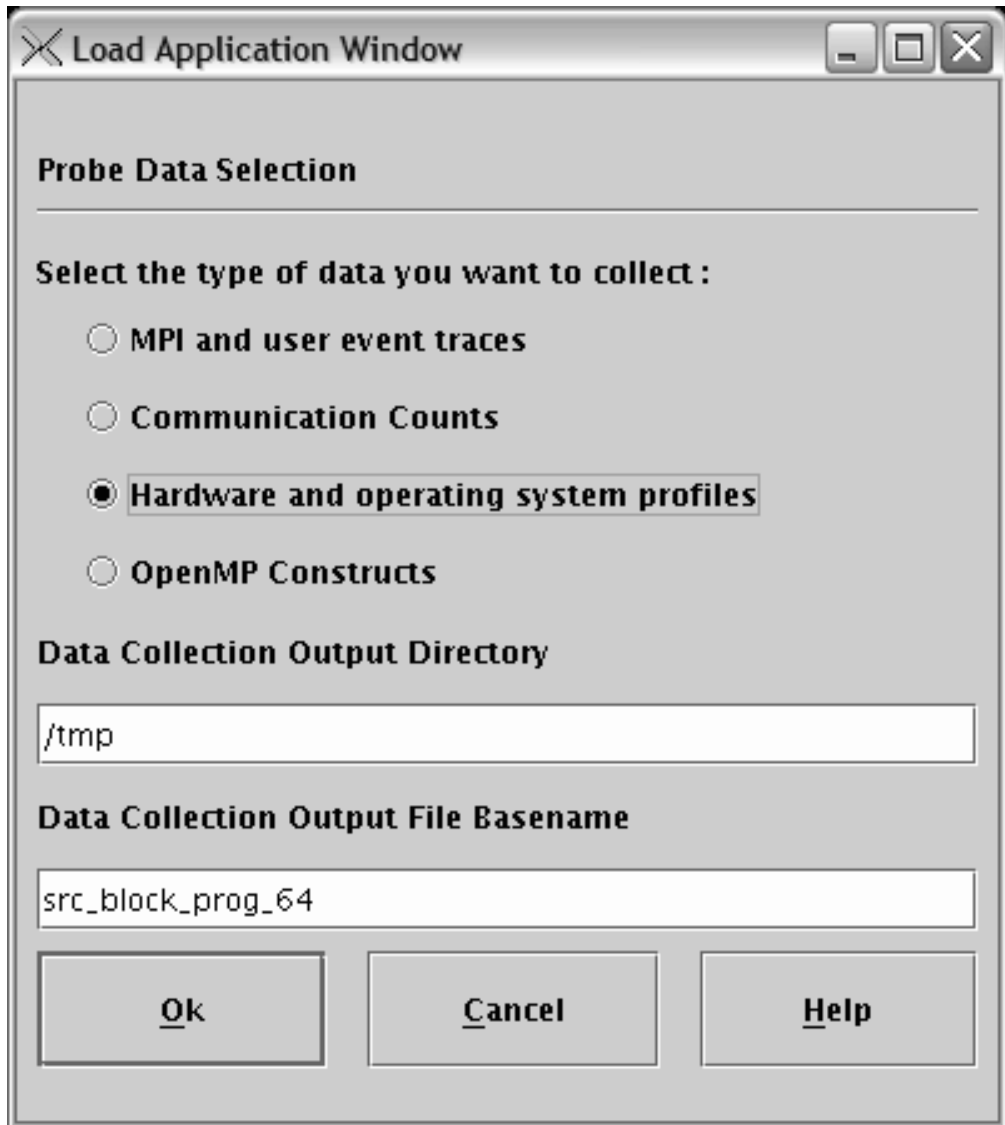 Load Application Window
Probe Data Selection
Select the type of data you want to collect :
MPI and user event traces
Communication Counts
Hardware and operating system profiles
OpenMP Constructs
Data Collection Output Directory
/tmp
Data Collection Output File Basename
src_block_prog_64
Ok Cancel Help